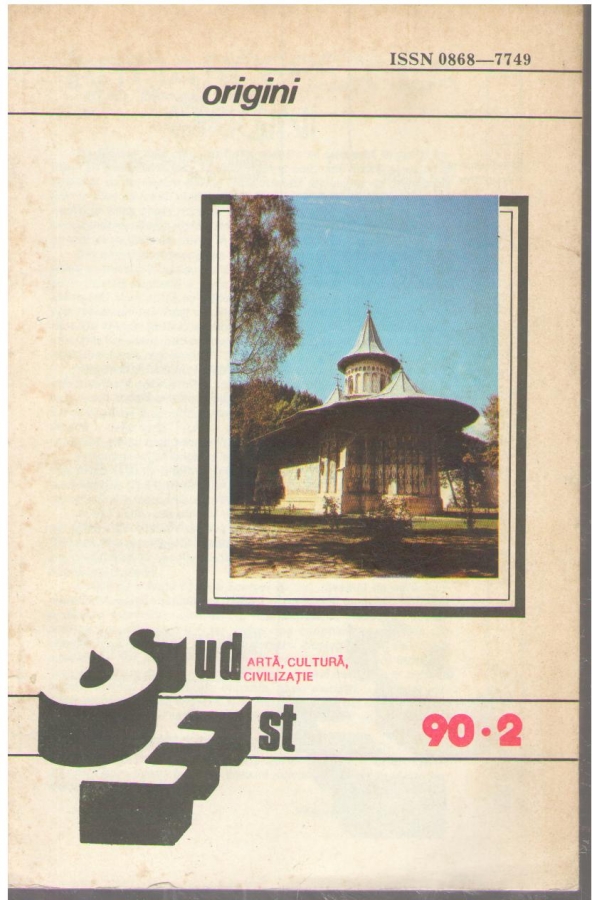 ISSN 0868—7749
origini
Sud
ARTĂ, CULTURĂ,
CIVILIZAȚIE
Est
90·2